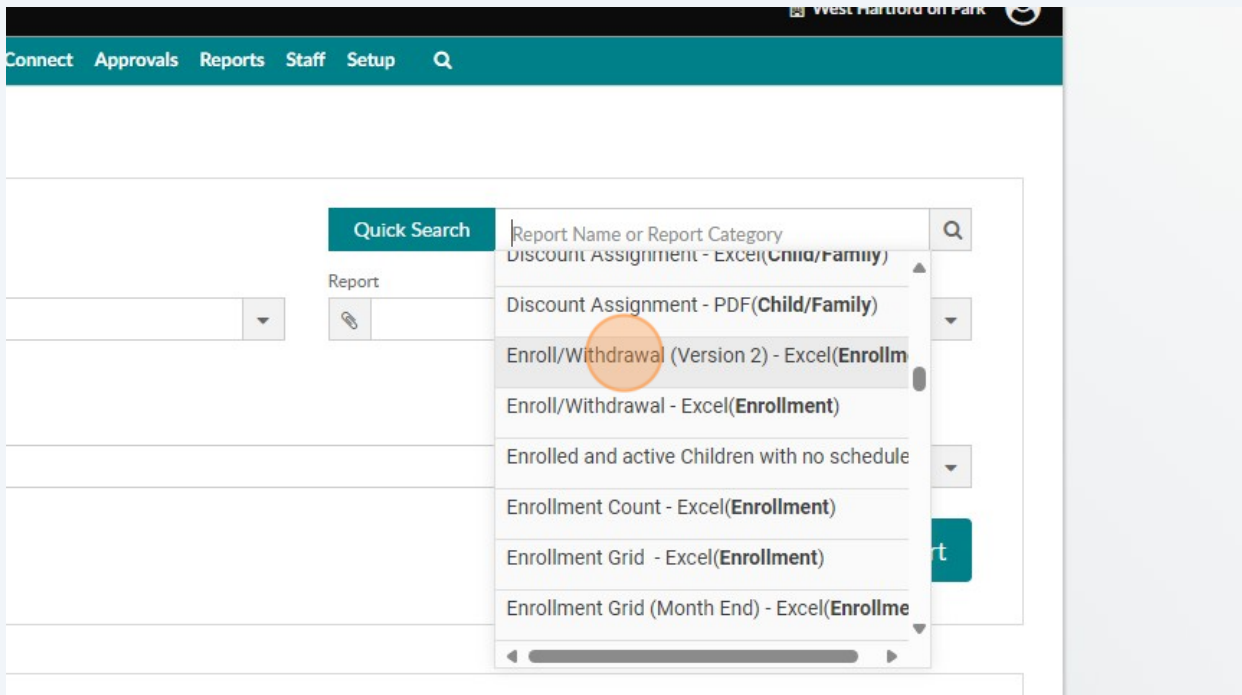 West Hartford on Park
Connect Approvals Reports Staff Setup
Quick Search
Report Name or Report Category
Report
Discount Assignment - Excel(Child/Family)
Discount Assignment - PDF(Child/Family)
Enroll/Withdrawal (Version 2) - Excel(Enrollm
Enroll/Withdrawal - Excel(Enrollment)
Enrolled and active Children with no schedule
Enrollment Count - Excel(Enrollment)
Enrollment Grid - Excel(Enrollment)
rt
Enrollment Grid (Month End) - Excel(Enrollme